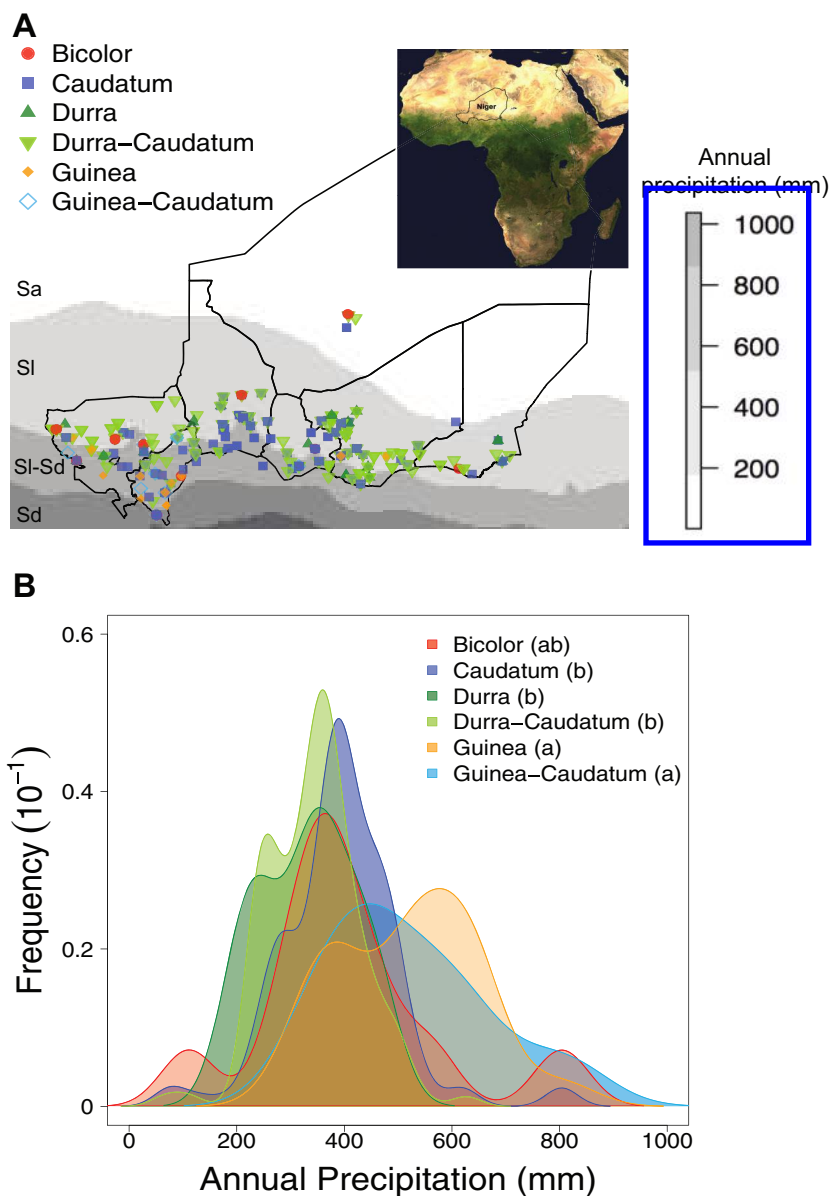 A
Bicolor
Caudatum
Durra
Durra−Caudatum
Guinea
Guinea−Caudatum
Niger
Annual
precipitation (mm)
1000
800
600
400
200
Sa
Sl
Sl-Sd
Sd
B
0.6
0.4
0.2
0
Frequency (10⁻¹)
Bicolor (ab)
Caudatum (b)
Durra (b)
Durra−Caudatum (b)
Guinea (a)
Guinea−Caudatum (a)
0 200 400 600 800 1000
Annual Precipitation (mm)